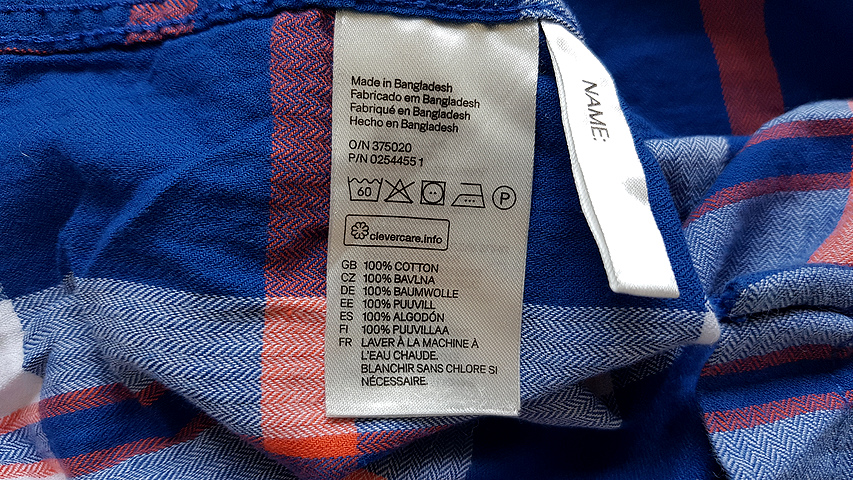 Made in Bangladesh
Fabricado em Bangladesh
Fabriqué en Bangladesh
Hecho en Bangladesh
O/N 375020
P/N 0254455 1
60
P
clevercare.info
GB 100% COTTON
CZ 100% BAVLNA
DE 100% BAUMWOLLE
EE 100% PUUVILL
ES 100% ALGODÓN
FI 100% PUUVILLAA
FR LAVER À LA MACHINE À
L'EAU CHAUDE.
BLANCHIR SANS CHLORE SI
NÉCESSAIRE.
NAME: